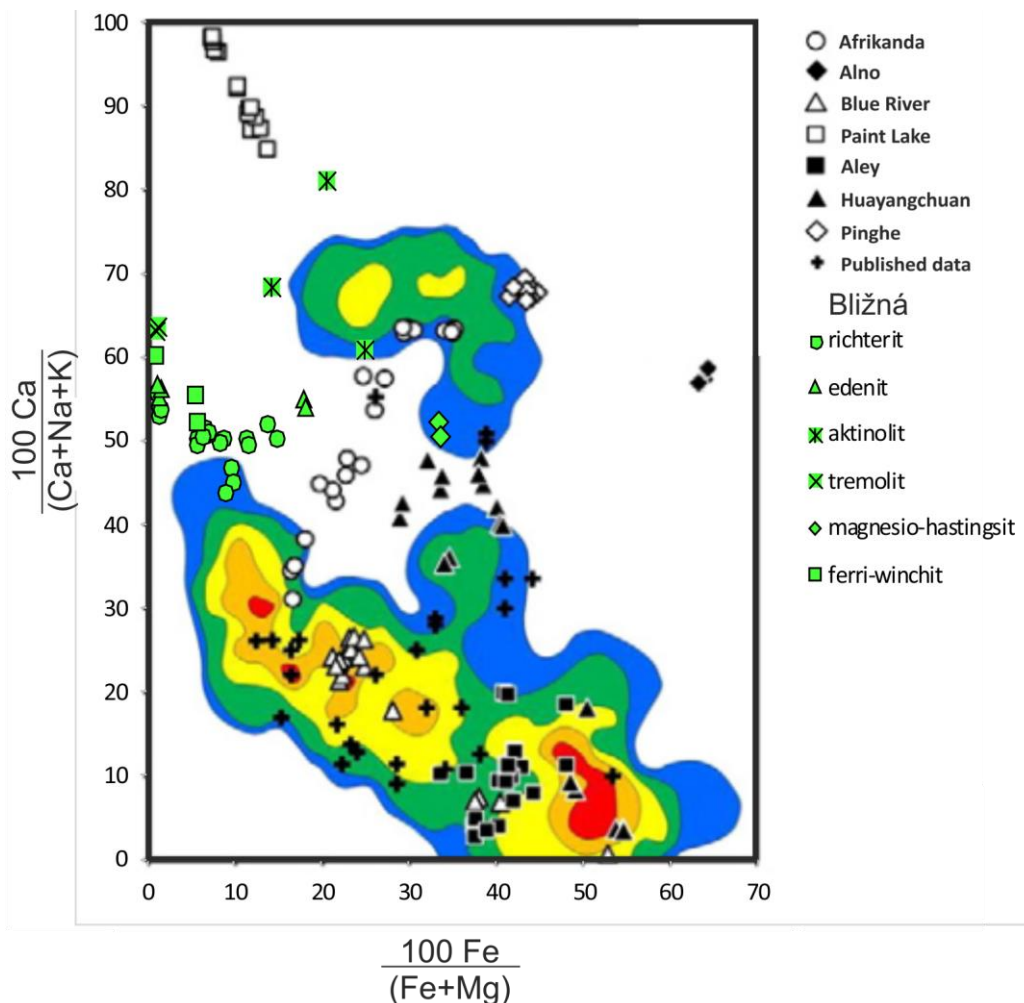 100
90
80
70
60
50
40
30
20
10
0
100 Ca
(Ca+Na+K)
0 10 20 30 40 50 60 70
100 Fe
(Fe+Mg)
Afrikanda
Alno
Blue River
Paint Lake
Aley
Huayangchuan
Pinghe
Published data
Bližná
richterit
edenit
aktinolit
tremolit
magnesio-hastingsit
ferri-winchit